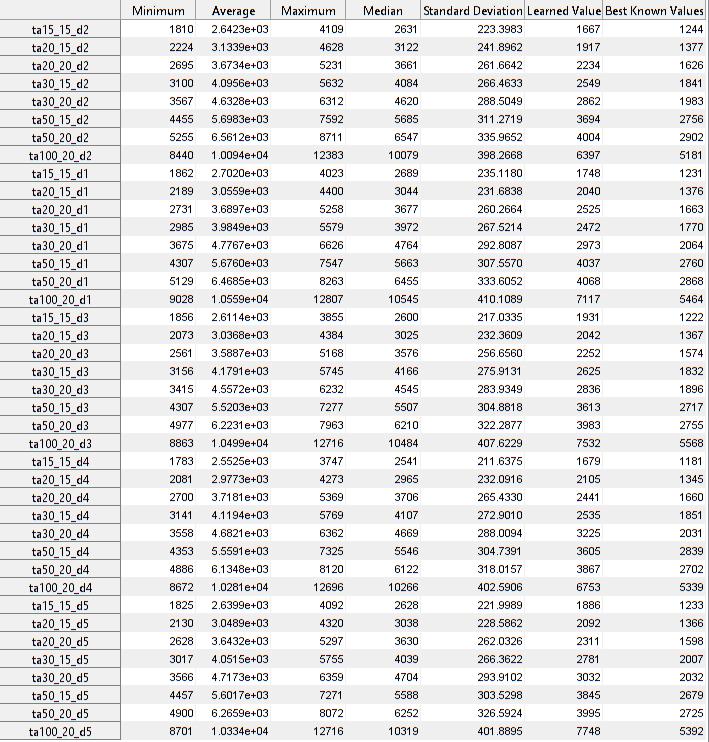 Minimum Average Maximum Median Standard Deviation Learned Value Best Known Values
ta15_15_d2 1810 2.6423e+03 4109 2631 223.3983 1667 1244
ta20_15_d2 2224 3.1339e+03 4628 3122 241.8962 1917 1377
ta20_20_d2 2695 3.6734e+03 5231 3661 261.6642 2234 1626
ta30_15_d2 3100 4.0956e+03 5632 4084 266.4633 2549 1841
ta30_20_d2 3567 4.6328e+03 6312 4620 288.5049 2862 1983
ta50_15_d2 4455 5.6983e+03 7592 5685 311.2719 3694 2756
ta50_20_d2 5255 6.5612e+03 8711 6547 335.9652 4004 2902
ta100_20_d2 8440 1.0094e+04 12383 10079 398.2668 6397 5181
ta15_15_d1 1862 2.7020e+03 4023 2689 235.1180 1748 1231
ta20_15_d1 2189 3.0559e+03 4400 3044 231.6838 2040 1376
ta20_20_d1 2731 3.6897e+03 5258 3677 260.2664 2525 1663
ta30_15_d1 2985 3.9849e+03 5579 3972 267.5214 2472 1770
ta30_20_d1 3675 4.7767e+03 6626 4764 292.8087 2973 2064
ta50_15_d1 4307 5.6760e+03 7547 5663 307.5570 4037 2760
ta50_20_d1 5129 6.4685e+03 8263 6455 333.6052 4068 2868
ta100_20_d1 9028 1.0559e+04 12807 10545 410.1089 7117 5464
ta15_15_d3 1856 2.6114e+03 3855 2600 217.0335 1931 1222
ta20_15_d3 2073 3.0368e+03 4384 3025 232.3609 2042 1367
ta20_20_d3 2561 3.5887e+03 5168 3576 256.6560 2252 1574
ta30_15_d3 3156 4.1791e+03 5745 4166 275.9131 2625 1832
ta30_20_d3 3415 4.5572e+03 6232 4545 283.9349 2836 1896
ta50_15_d3 4307 5.5203e+03 7277 5507 304.8818 3613 2717
ta50_20_d3 4977 6.2231e+03 7963 6210 322.2877 3983 2755
ta100_20_d3 8863 1.0499e+04 12716 10484 407.6229 7532 5568
ta15_15_d4 1783 2.5525e+03 3747 2541 211.6375 1679 1181
ta20_15_d4 2081 2.9773e+03 4273 2965 232.0916 2105 1345
ta20_20_d4 2700 3.7181e+03 5369 3706 265.4330 2441 1660
ta30_15_d4 3141 4.1194e+03 5769 4107 272.9010 2535 1851
ta30_20_d4 3558 4.6821e+03 6362 4669 288.0094 3225 2031
ta50_15_d4 4353 5.5591e+03 7325 5546 304.7391 3605 2839
ta50_20_d4 4886 6.1348e+03 8120 6122 318.0157 3867 2702
ta100_20_d4 8672 1.0281e+04 12696 10266 402.5906 6753 5339
ta15_15_d5 1825 2.6399e+03 4092 2628 221.9989 1886 1233
ta20_15_d5 2130 3.0489e+03 4320 3038 228.5862 2092 1366
ta20_20_d5 2628 3.6432e+03 5297 3630 262.0326 2311 1598
ta30_15_d5 3017 4.0515e+03 5755 4039 266.3622 2781 2007
ta30_20_d5 3566 4.7173e+03 6359 4704 293.9102 3032 2032
ta50_15_d5 4457 5.6017e+03 7271 5588 303.5298 3845 2679
ta50_20_d5 4900 6.2659e+03 8072 6252 326.5924 3995 2725
ta100_20_d5 8701 1.0334e+04 12716 10319 401.8895 7748 5392